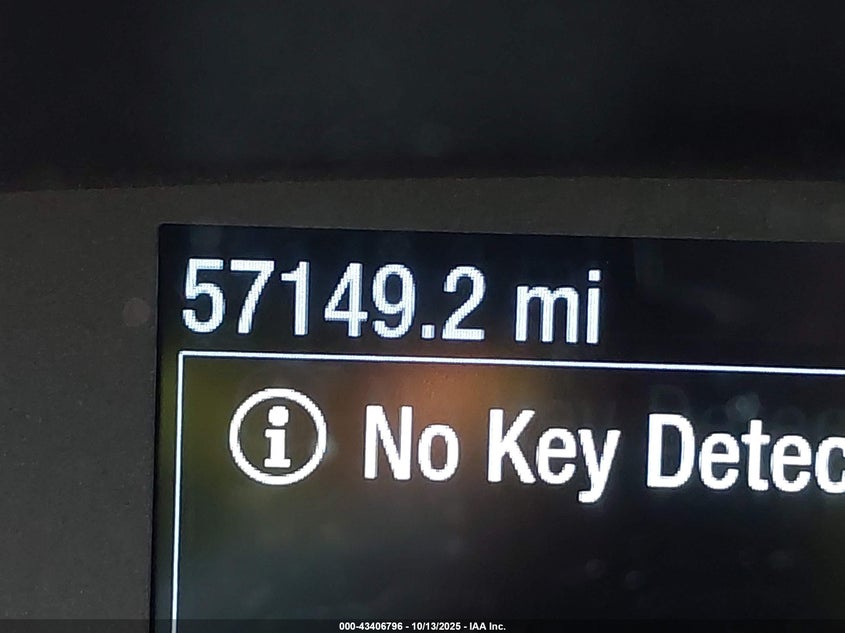 57149.2 mi
No Key Detec
000-43406796 - 10/13/2025 - IAA Inc.